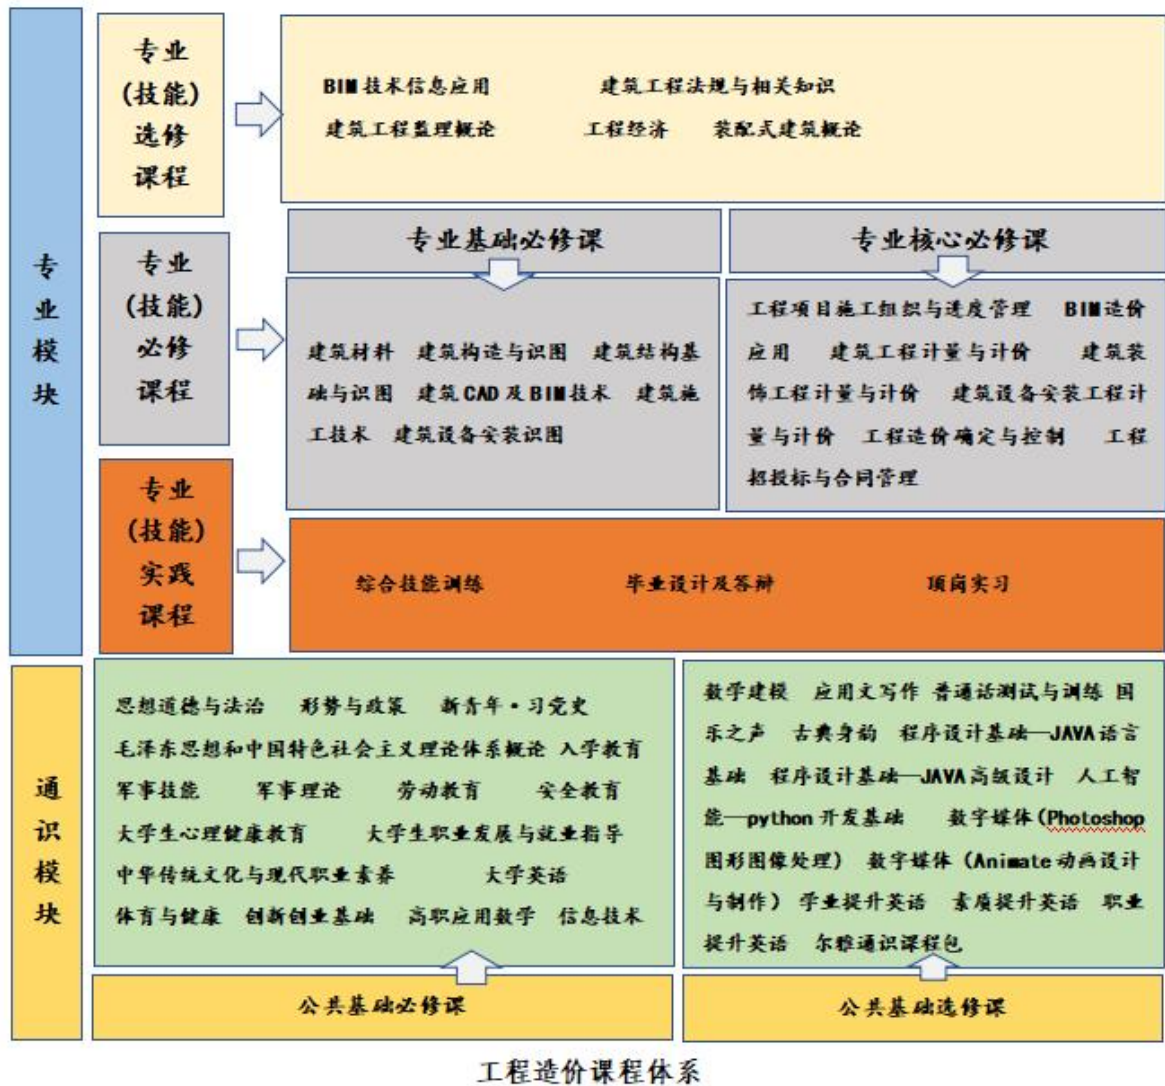 专业模块
专业
(技能)
选修
课程
BIM技术信息应用 建筑工程法规与相关知识
建筑工程监理概论 工程经济 装配式建筑概论
专业
(技能)
必修
课程
专业基础必修课
建筑材料 建筑构造与识图 建筑结构基
础与识图 建筑CAD及BIM技术 建筑施
工技术 建筑设备安装识图
专业核心必修课
工程项目施工组织与进度管理 BIM造价
应用 建筑工程计量与计价 建筑装
饰工程计量与计价 建筑设备安装工程计
量与计价 工程造价确定与控制 工程
招投标与合同管理
专业
(技能)
实践
课程
综合技能训练 毕业设计及答辩 顶岗实习
通识模块
思想道德与法治 形势与政策 新青年·习党史
毛泽东思想和中国特色社会主义理论体系概论 入学教育
军事技能 军事理论 劳动教育 安全教育
大学生心理健康教育 大学生职业发展与就业指导
中华传统文化与现代职业素养 大学英语
体育与健康 创新创业基础 高职应用数学 信息技术
公共基础必修课
数学建模 应用文写作 普通话测试与训练 国
乐之声 古典身韵 程序设计基础—JAVA语言
基础 程序设计基础—JAVA高级设计 人工智
能—python开发基础 数字媒体(Photoshop
图形图像处理) 数字媒体(Animate动画设计
与制作) 学业提升英语 素质提升英语 职业
提升英语 尔雅通识课程包
公共基础选修课
工程造价课程体系